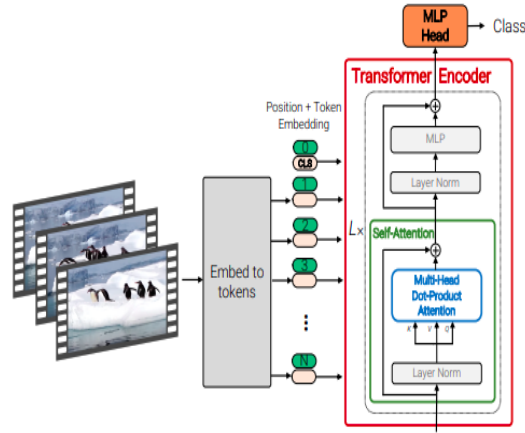 MLP
Head
Class
Transformer Encoder
Position + Token
Embedding
0
CLS
1
2
3
N
Embed to
tokens
L×
MLP
Layer Norm
Self-Attention
Multi-Head
Dot-Product
Attention
K V Q
Layer Norm